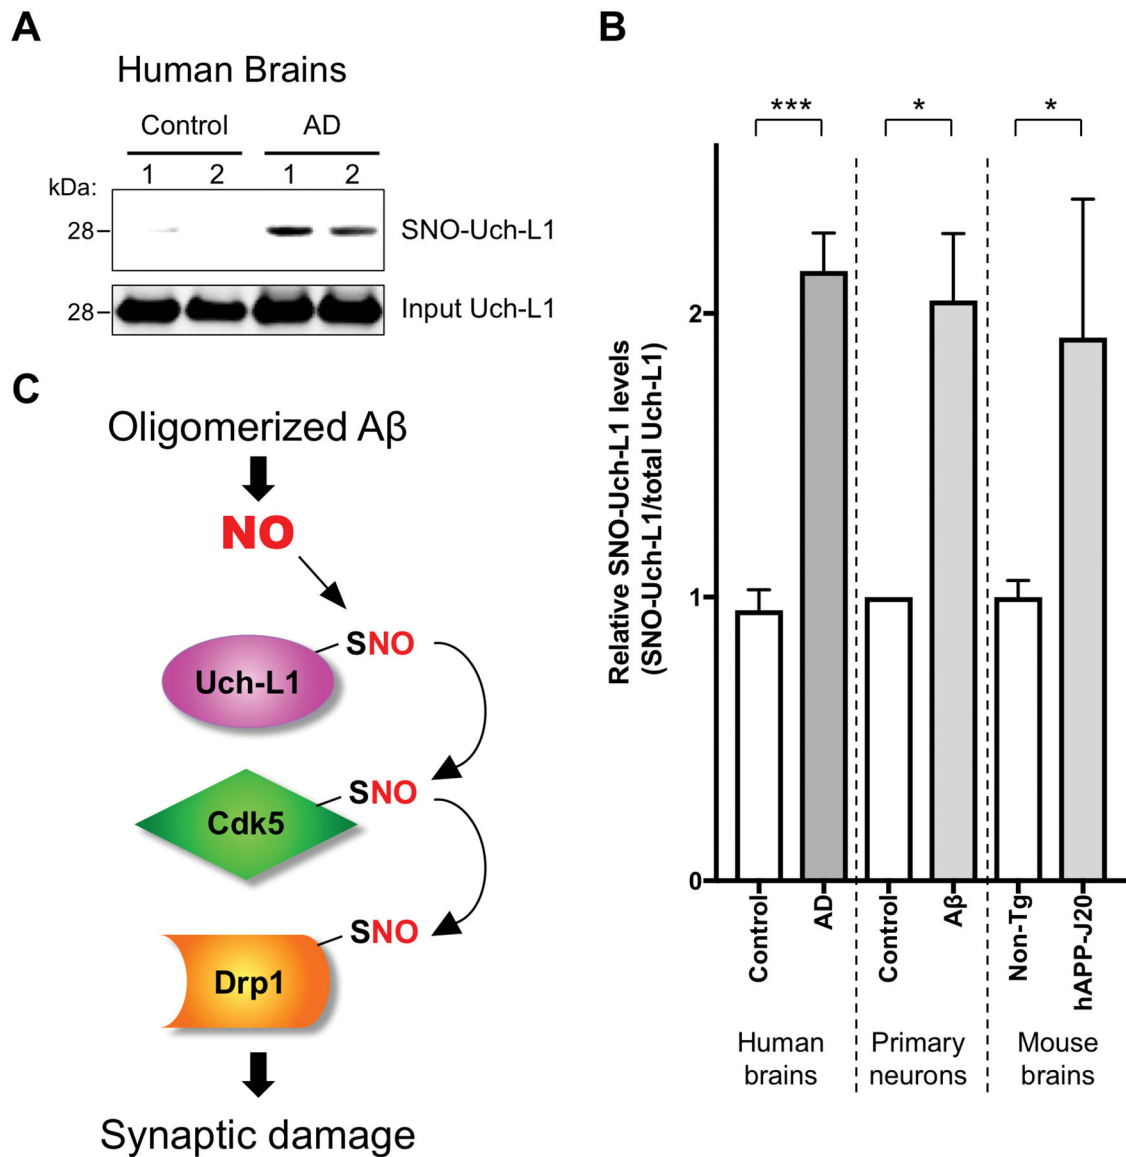 A
Human Brains
Control AD
1 2 1 2
kDa:
28 SNO-Uch-L1
28 Input Uch-L1
B
*** * *
Relative SNO-Uch-L1 levels
(SNO-Uch-L1/total Uch-L1)
2
1
0
Control
AD
Control
Aβ
Non-Tg
hAPP-J20
Human
brains
Primary
neurons
Mouse
brains
C
Oligomerized Aβ
NO
SNO
Uch-L1
SNO
Cdk5
SNO
Drp1
Synaptic damage